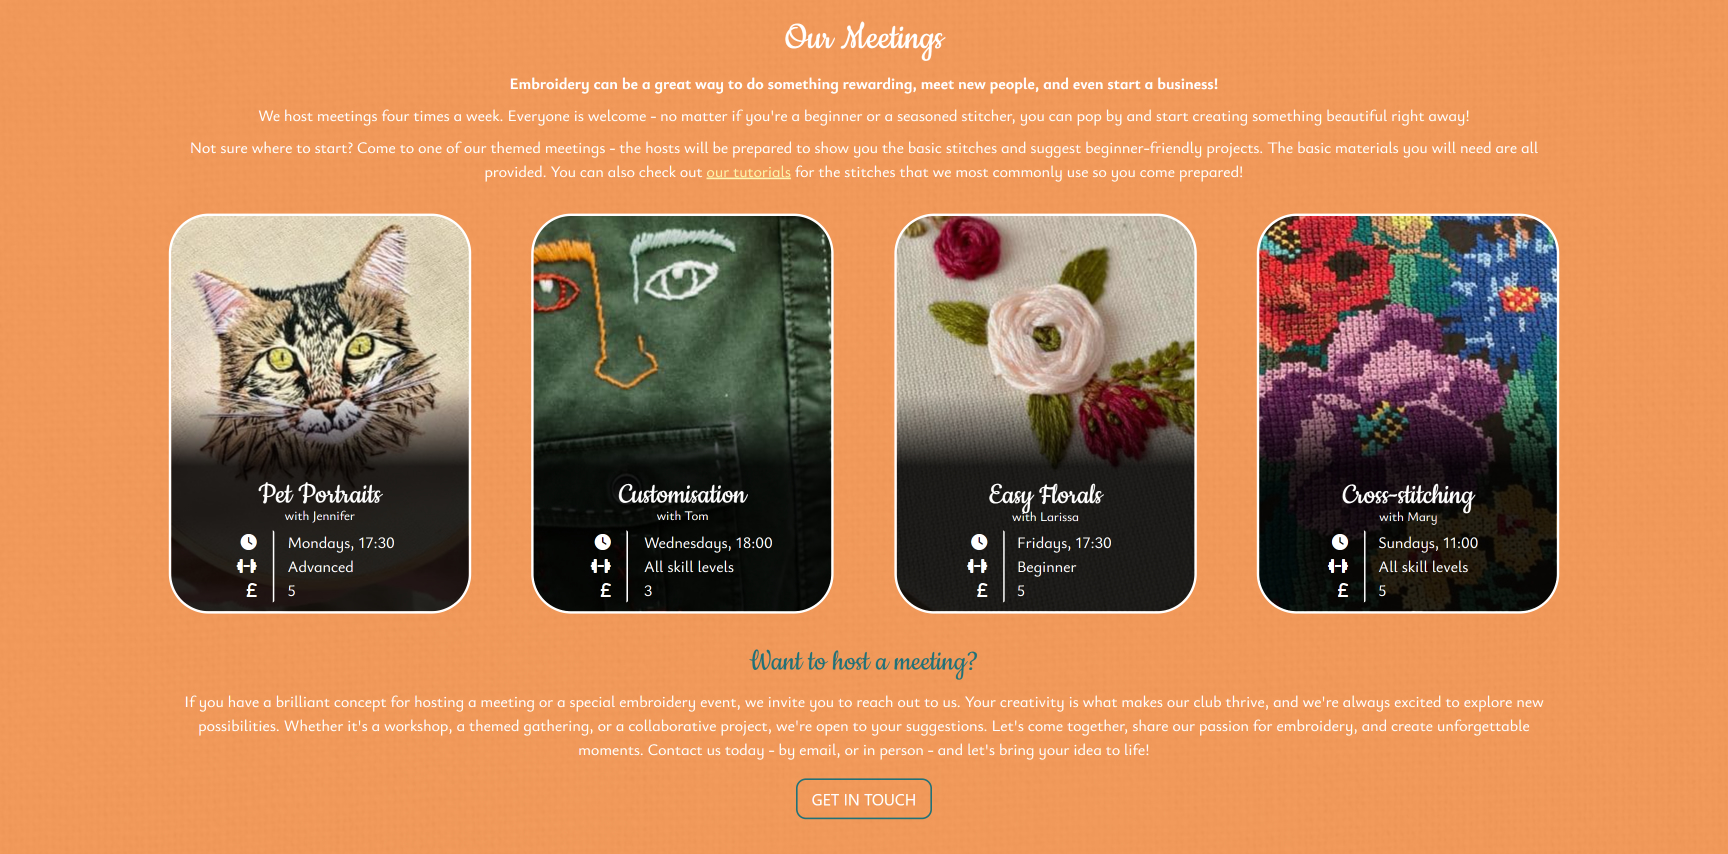 Our Meetings
Embroidery can be a great way to do something rewarding, meet new people, and even start a business!
We host meetings four times a week. Everyone is welcome - no matter if you're a beginner or a seasoned stitcher, you can pop by and start creating something beautiful right away!
Not sure where to start? Come to one of our themed meetings - the hosts will be prepared to show you the basic stitches and suggest beginner-friendly projects. The basic materials you will need are all
provided. You can also check out our tutorials for the stitches that we most commonly use so you come prepared!
Pet Portraits
with Jennifer
Mondays, 17:30
Advanced
£ 5
Customisation
with Tom
Wednesdays, 18:00
All skill levels
£ 3
Easy Florals
with Larissa
Fridays, 17:30
Beginner
£ 5
Cross-stitching
with Mary
Sundays, 11:00
All skill levels
£ 5
Want to host a meeting?
If you have a brilliant concept for hosting a meeting or a special embroidery event, we invite you to reach out to us. Your creativity is what makes our club thrive, and we're always excited to explore new
possibilities. Whether it's a workshop, a themed gathering, or a collaborative project, we're open to your suggestions. Let's come together, share our passion for embroidery, and create unforgettable
moments. Contact us today - by email, or in person - and let's bring your idea to life!
GET IN TOUCH